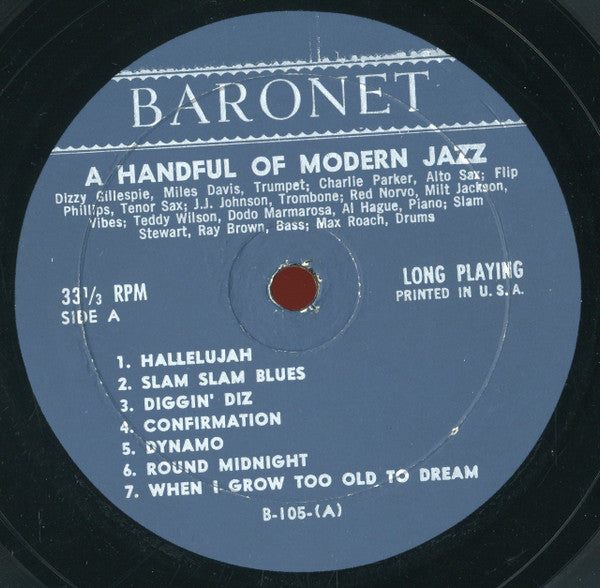 BARONET
A HANDFUL OF MODERN JAZZ
Dizzy Gillespie, Miles Davis, Trumpet; Charlie Parker, Alto Sax; Flip
Phillips, Tenor Sax; J.J. Johnson, Trombone; Red Norvo, Milt Jackson,
Vibes; Teddy Wilson, Dodo Marmarosa, Al Hague, Piano; Slam
Stewart, Ray Brown, Bass; Max Roach, Drums
33 1/3 RPM
SIDE A
LONG PLAYING
PRINTED IN U. S. A.
1. HALLELUJAH
2. SLAM SLAM BLUES
3. DIGGIN' DIZ
4. CONFIRMATION
5. DYNAMO
6. ROUND MIDNIGHT
7. WHEN I GROW TOO OLD TO DREAM
B-105-(A)